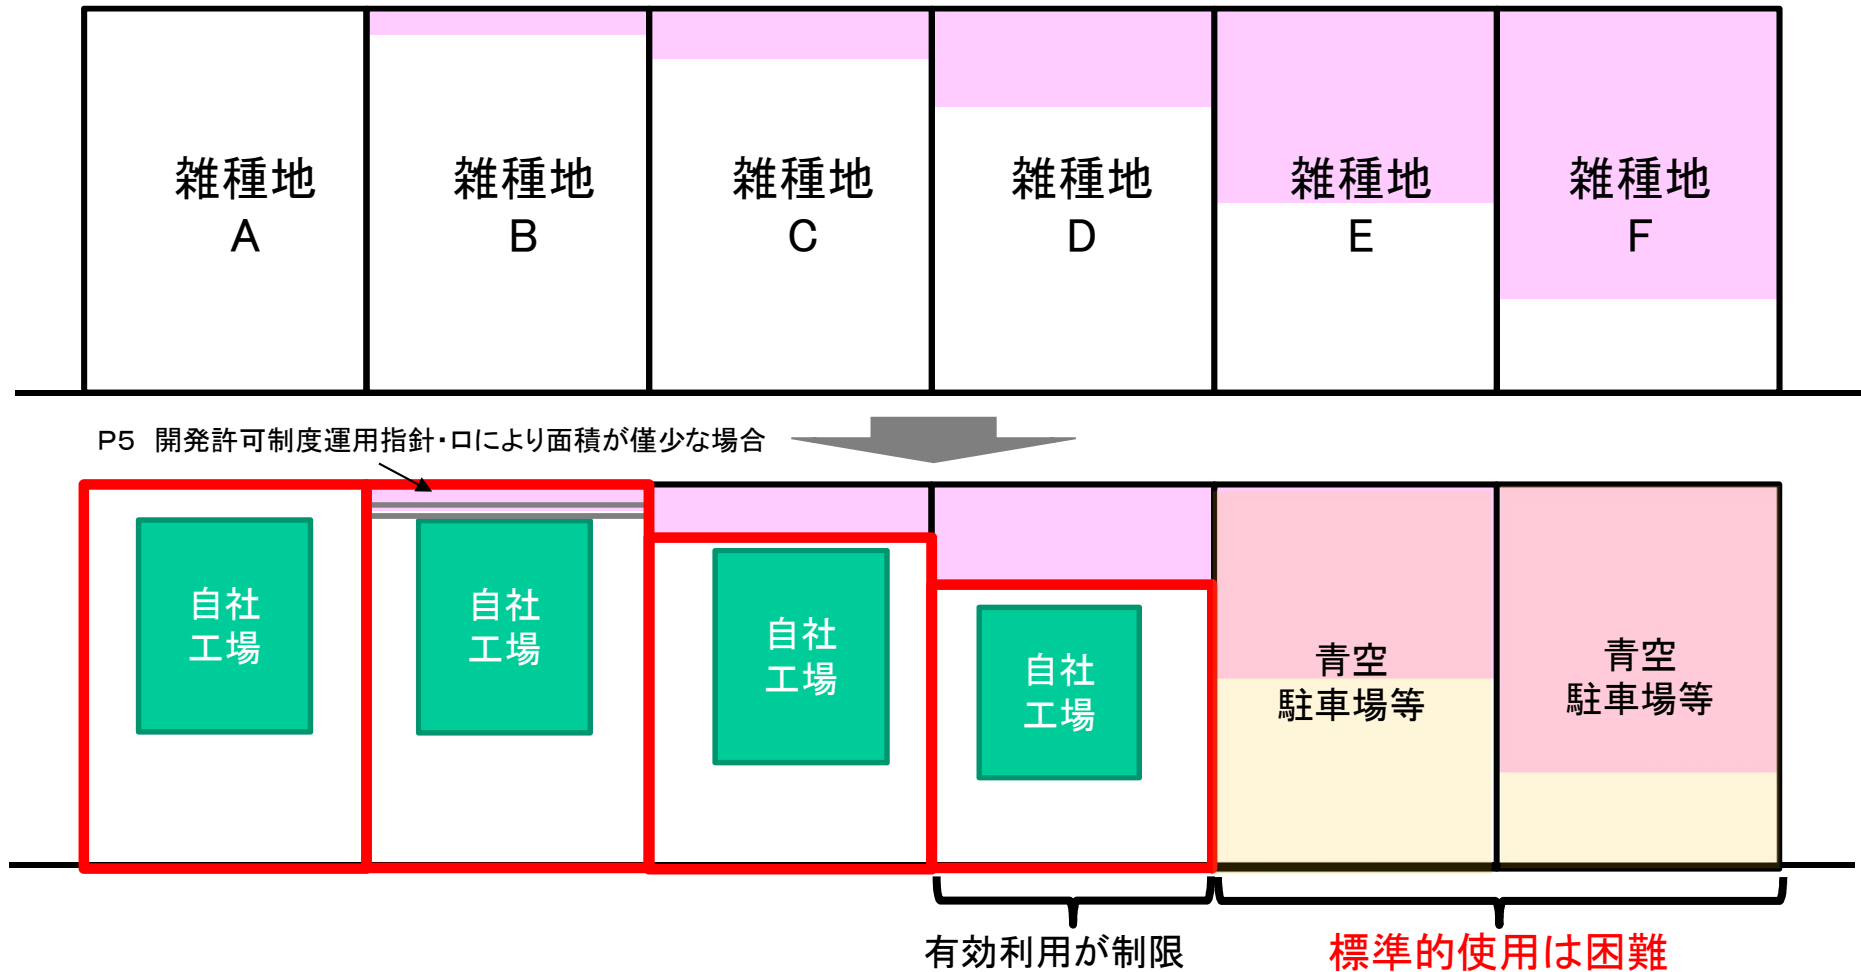 雑種地
A
雑種地
B
雑種地
C
雑種地
D
雑種地
E
雑種地
F
P5 開発許可制度運用指針・ロにより面積が僅少な場合
自社
工場
自社
工場
自社
工場
自社
工場
青空
駐車場等
青空
駐車場等
有効利用が制限
標準的使用は困難